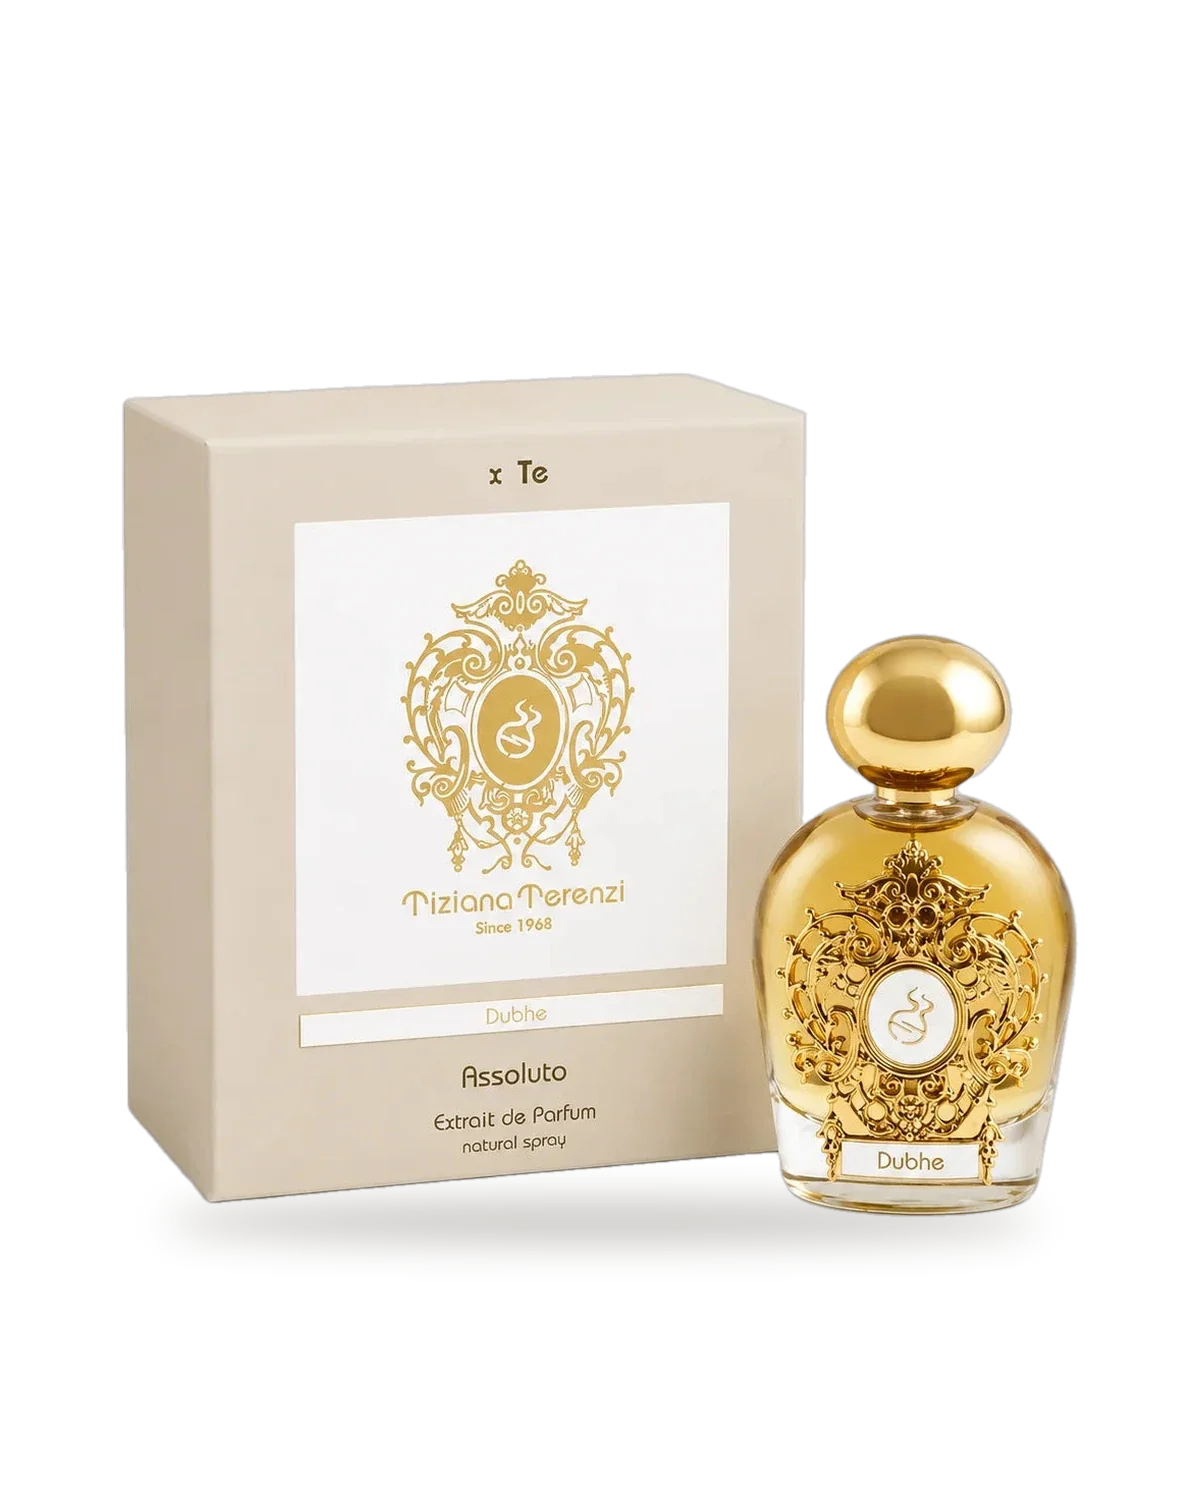 x Te
Tiziana Terenzi
Since 1968
Dubhe
Assoluto
Extrait de Parfum
natural spray
Dubhe